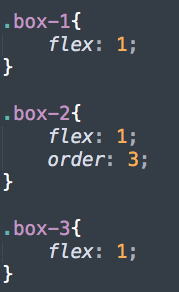 .box-1{
    flex: 1;
}

.box-2{
    flex: 1;
    order: 3;
}

.box-3{
    flex: 1;
}